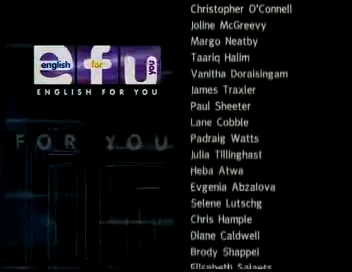 efu
english for you
ENGLISH FOR YOU
FOR YOU
Christopher O'Connell
Joline McGreevy
Margo Neatby
Taariq Halim
Vanitha Doraisingam
James Traxler
Paul Sheeter
Lane Cobble
Padraig Watts
Julia Tillinghast
Heba Atwa
Evgenia Abzalova
Selene Lutschg
Chris Hample
Diane Caldwell
Brody Shappel